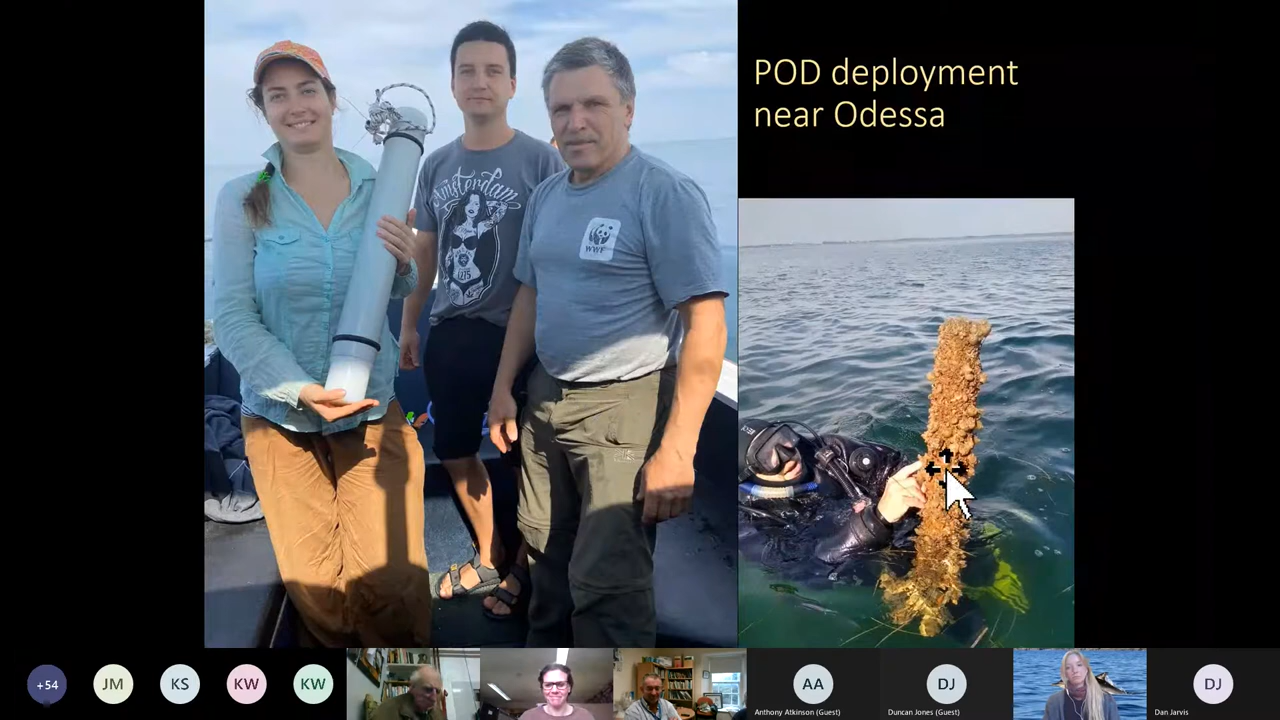 POD deployment
near Odessa
Amsterdam
1275
WWF
+54
JM
KS
KW
KW
AA
DJ
DJ
Anthony Atkinson (Guest)
Duncan Jones (Guest)
Dan Jarvis